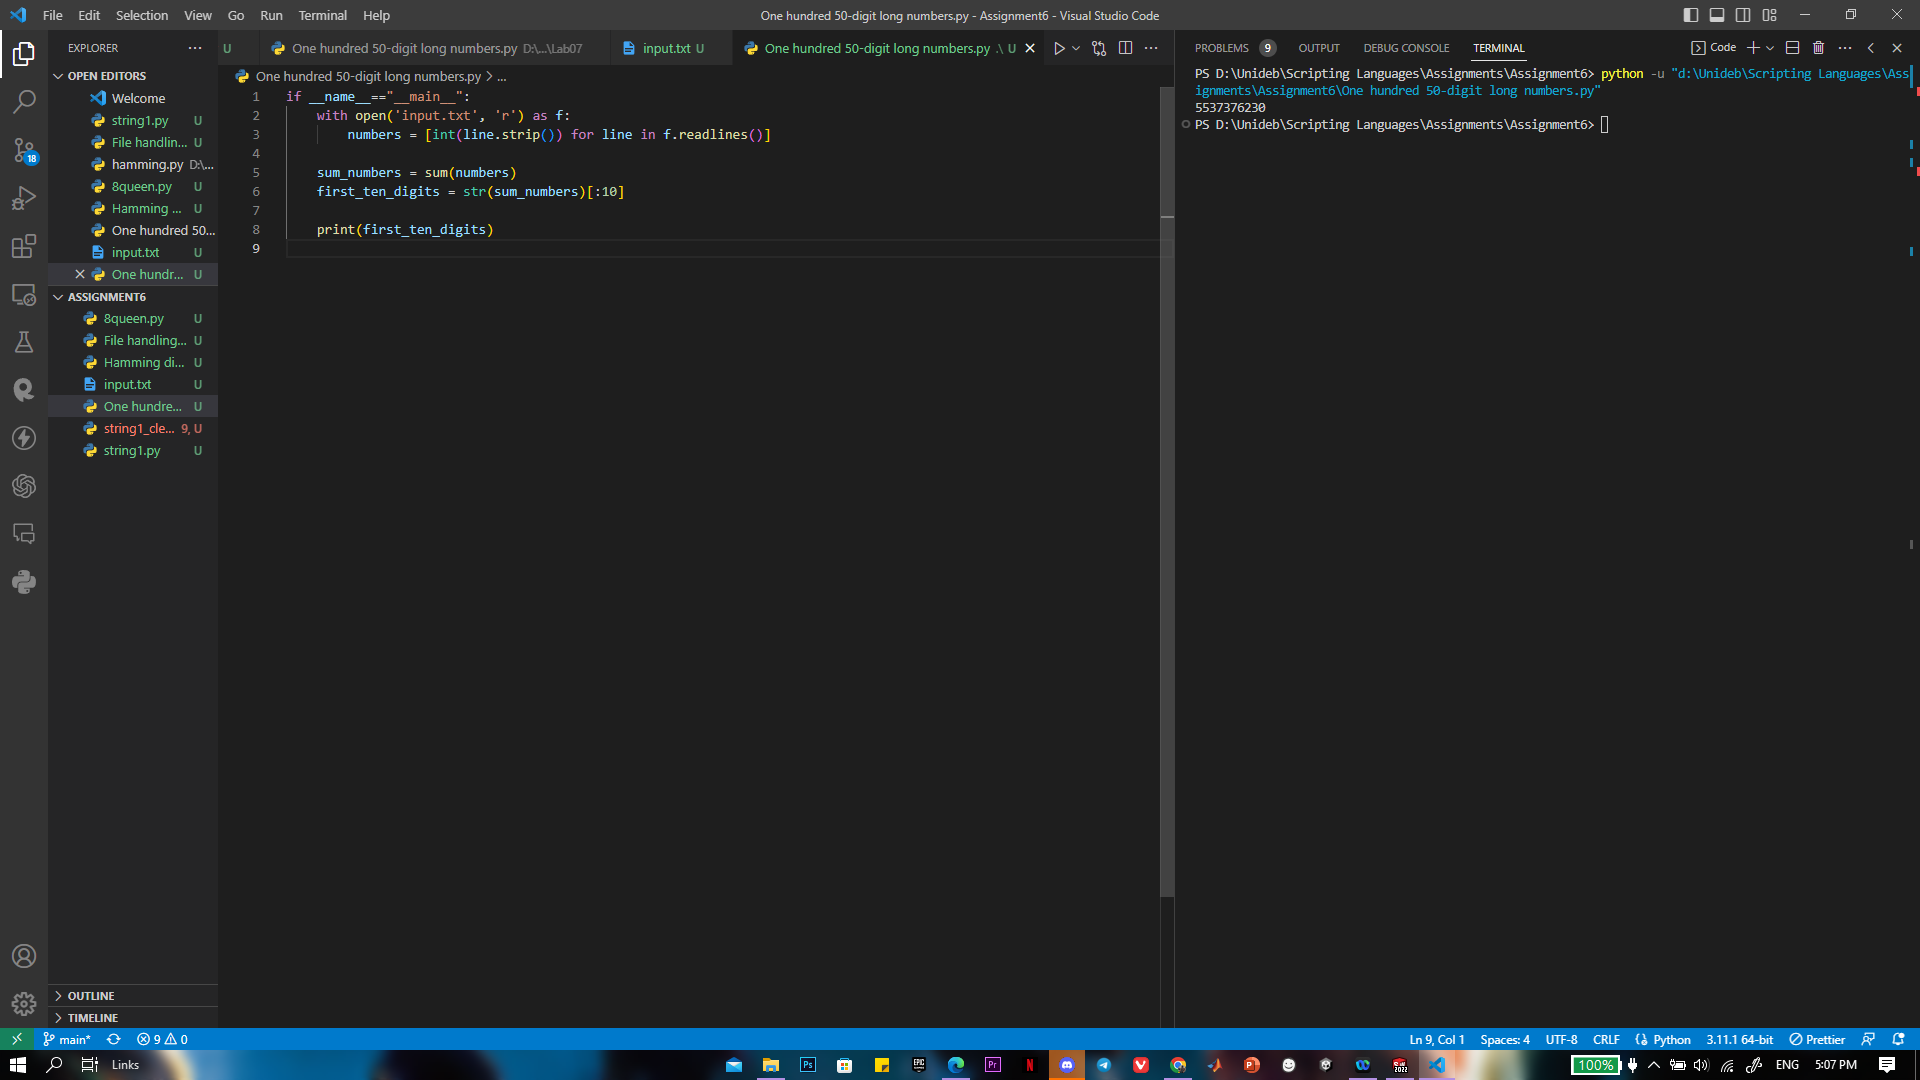 File Edit Selection View Go Run Terminal Help
One hundred 50-digit long numbers.py - Assignment6 - Visual Studio Code
EXPLORER
OPEN EDITORS
Welcome
string1.py U
File handlin... U
hamming.py D:\...
8queen.py U
Hamming ... U
One hundred 50...
input.txt U
One hundr... U
ASSIGNMENT6
8queen.py U
File handling... U
Hamming di... U
input.txt U
One hundre... U
string1_cle... 9, U
string1.py U
OUTLINE
TIMELINE
18
U
One hundred 50-digit long numbers.py D:\...\Lab07
input.txt U
One hundred 50-digit long numbers.py .\ U
One hundred 50-digit long numbers.py > ...
1 if __name__=="__main__":
2 with open('input.txt', 'r') as f:
3 numbers = [int(line.strip()) for line in f.readlines()]
4
5 sum_numbers = sum(numbers)
6 first_ten_digits = str(sum_numbers)[:10]
7
8 print(first_ten_digits)
9
PROBLEMS 9 OUTPUT DEBUG CONSOLE TERMINAL
Code
PS D:\Unideb\Scripting Languages\Assignments\Assignment6> python -u "d:\Unideb\Scripting Languages\Ass
ignments\Assignment6\One hundred 50-digit long numbers.py"
5537376230
PS D:\Unideb\Scripting Languages\Assignments\Assignment6>
main* 9 0
Ln 9, Col 1 Spaces: 4 UTF-8 CRLF Python 3.11.1 64-bit Prettier
Links
Ps
EPIC
Pr
N
2022
100%
ENG 5:07 PM